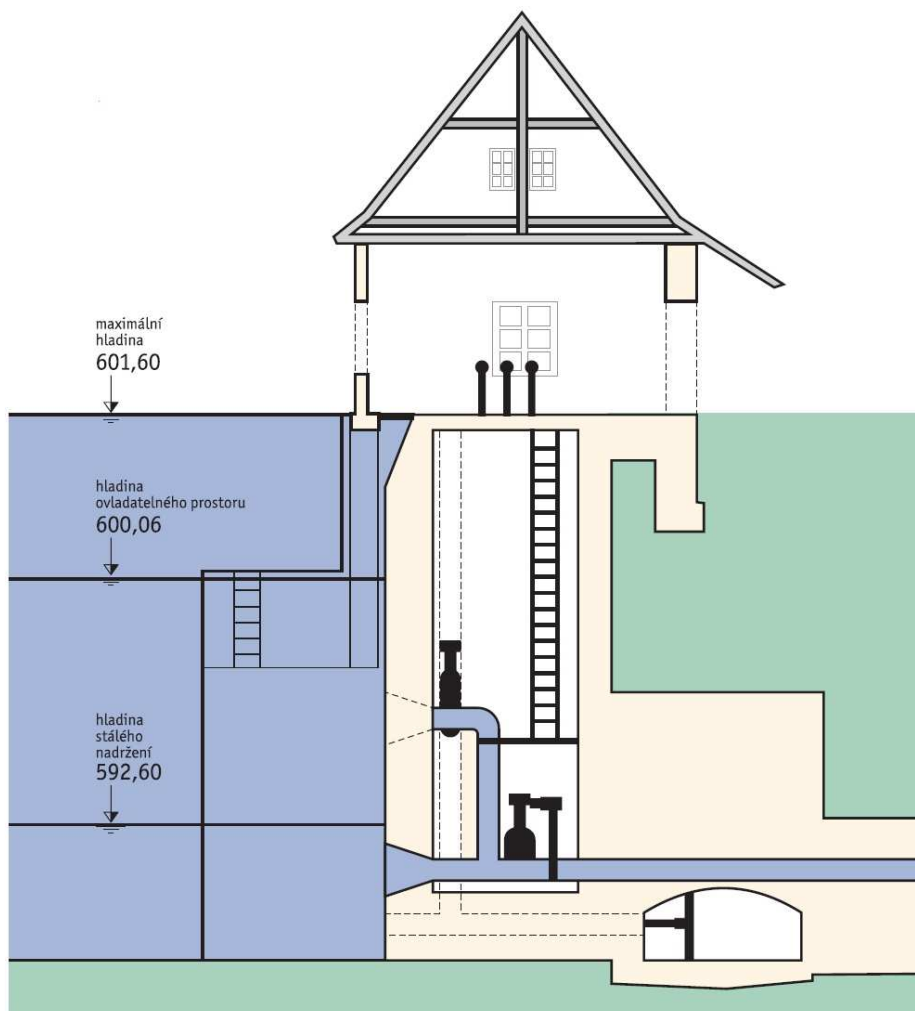 maximální
hladina
601,60
hladina
ovladatelného prostoru
600,06
hladina
stálého
nadržení
592,60